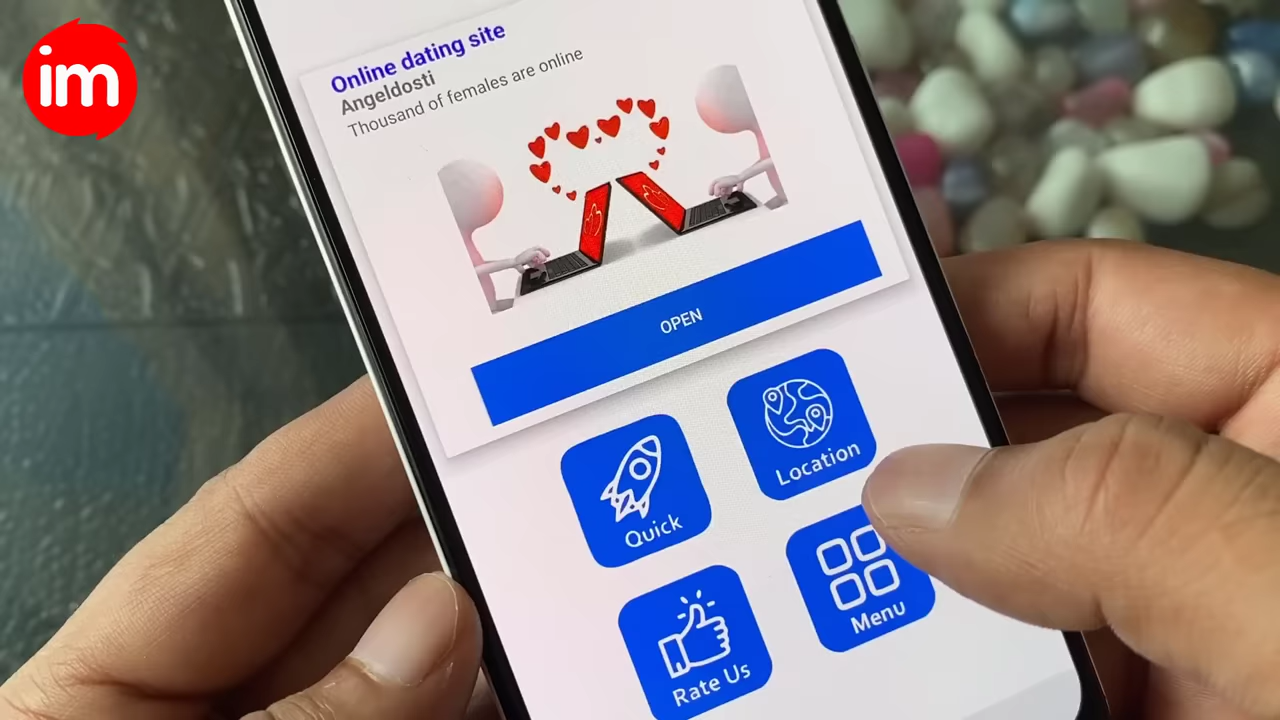 im
Online dating site
Angeldosti
Thousand of females are online
OPEN
Quick
Location
Rate Us
Menu